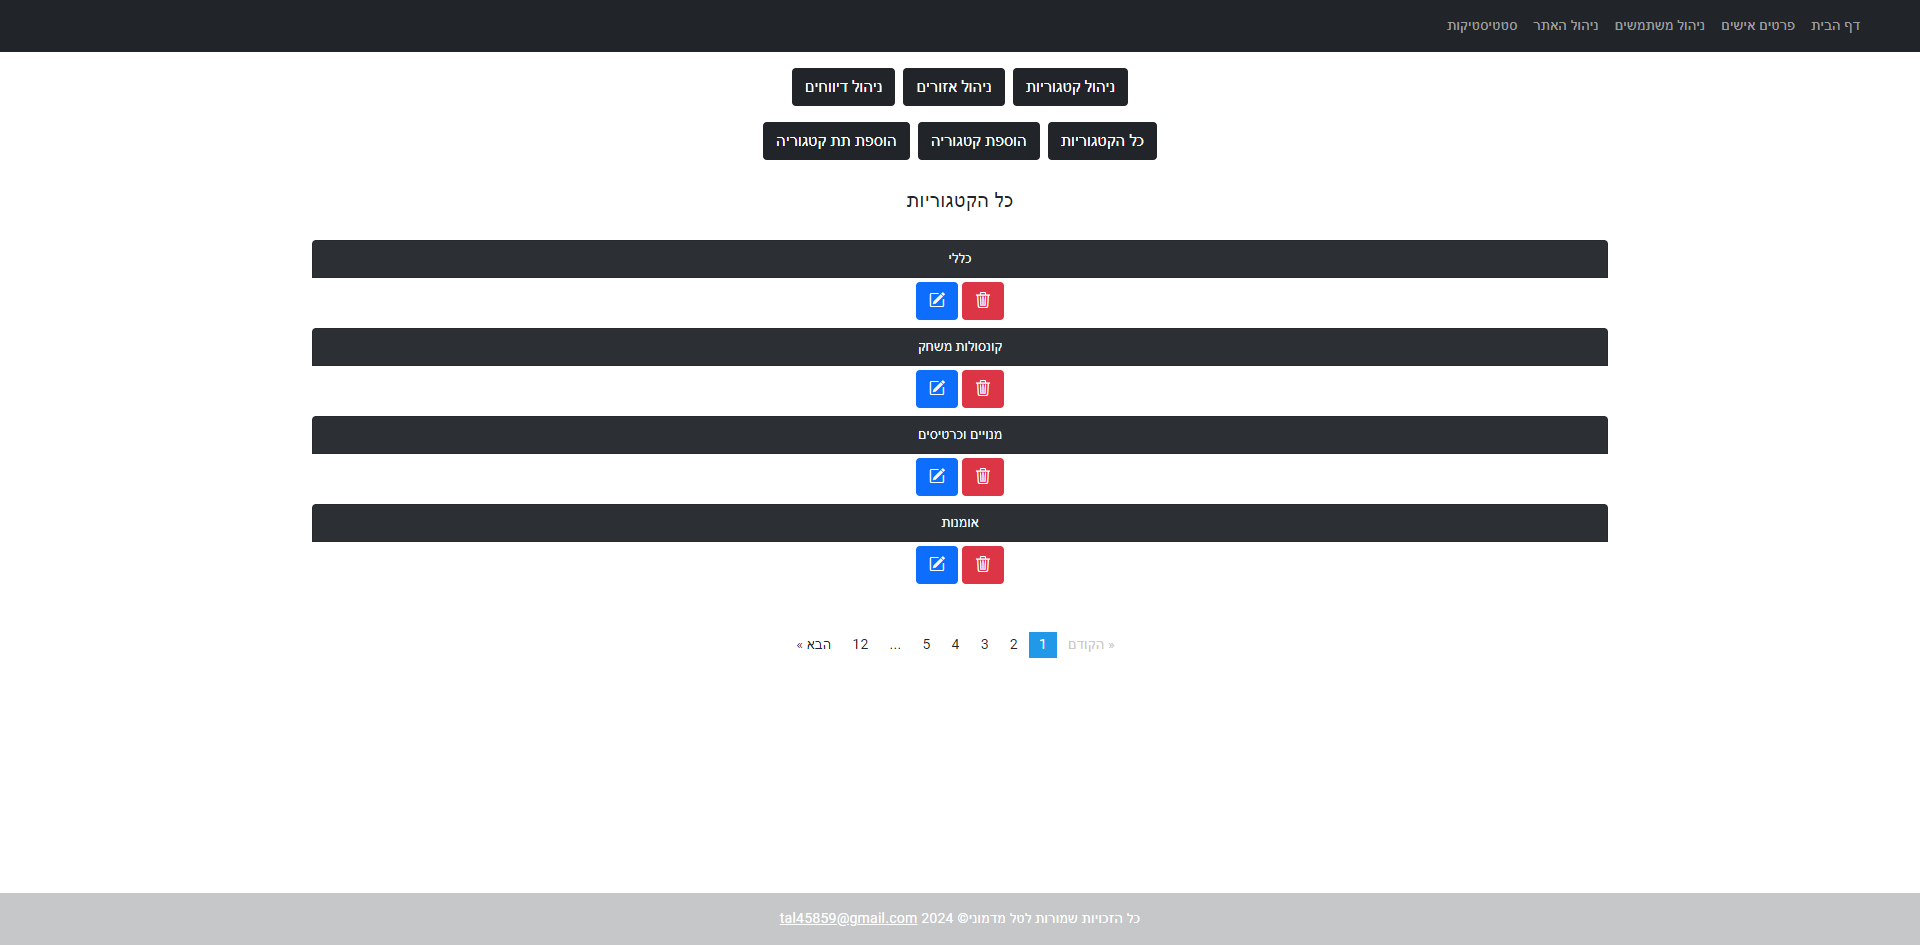 דף הבית פרטים אישים ניהול משתמשים ניהול האתר סטטיסטיקות
ניהול קטגוריות ניהול אזורים ניהול דיווחים
כל הקטגוריות הוספת קטגוריה הוספת תת קטגוריה
כל הקטגוריות
כללי
קונסולות משחק
מנויים וכרטיסים
אומנות
« הקודם 1 2 3 4 5 ... 12 הבא »
כל הזכויות שמורות לטל מדמוני© 2024 tal45859@gmail.com